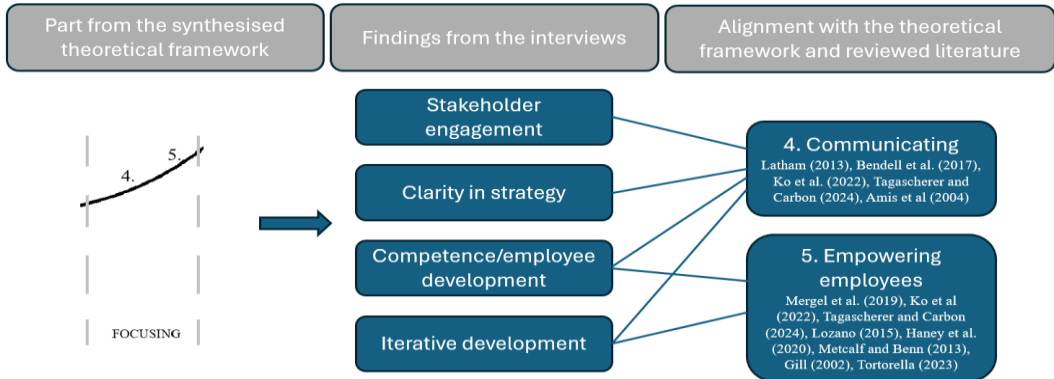 Part from the synthesised
theoretical framework
Findings from the interviews
Alignment with the theoretical
framework and reviewed literature
5.
4.
FOCUSING
Stakeholder
engagement
Clarity in strategy
Competence/employee
development
Iterative development
4. Communicating
Latham (2013), Bendell et al. (2017),
Ko et al. (2022), Tagascherer and
Carbon (2024), Amis et al (2004)
5. Empowering
employees
Mergel et al. (2019), Ko et al
(2022), Tagascherer and Carbon
(2024), Lozano (2015), Haney et al.
(2020), Metcalf and Benn (2013),
Gill (2002), Tortorella (2023)